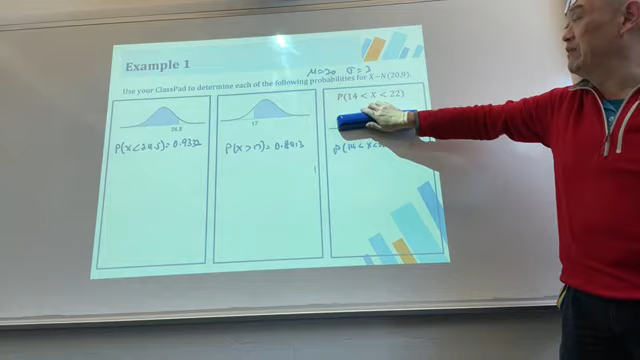 Example 1
μ=20 σ=3
Use your ClassPad to determine each of the following probabilities for X~N(20,9).
P(14 < X < 22)
24.5
17
P(X<24.5)=0.9332
P(X>17)=0.8413
P(14<X<